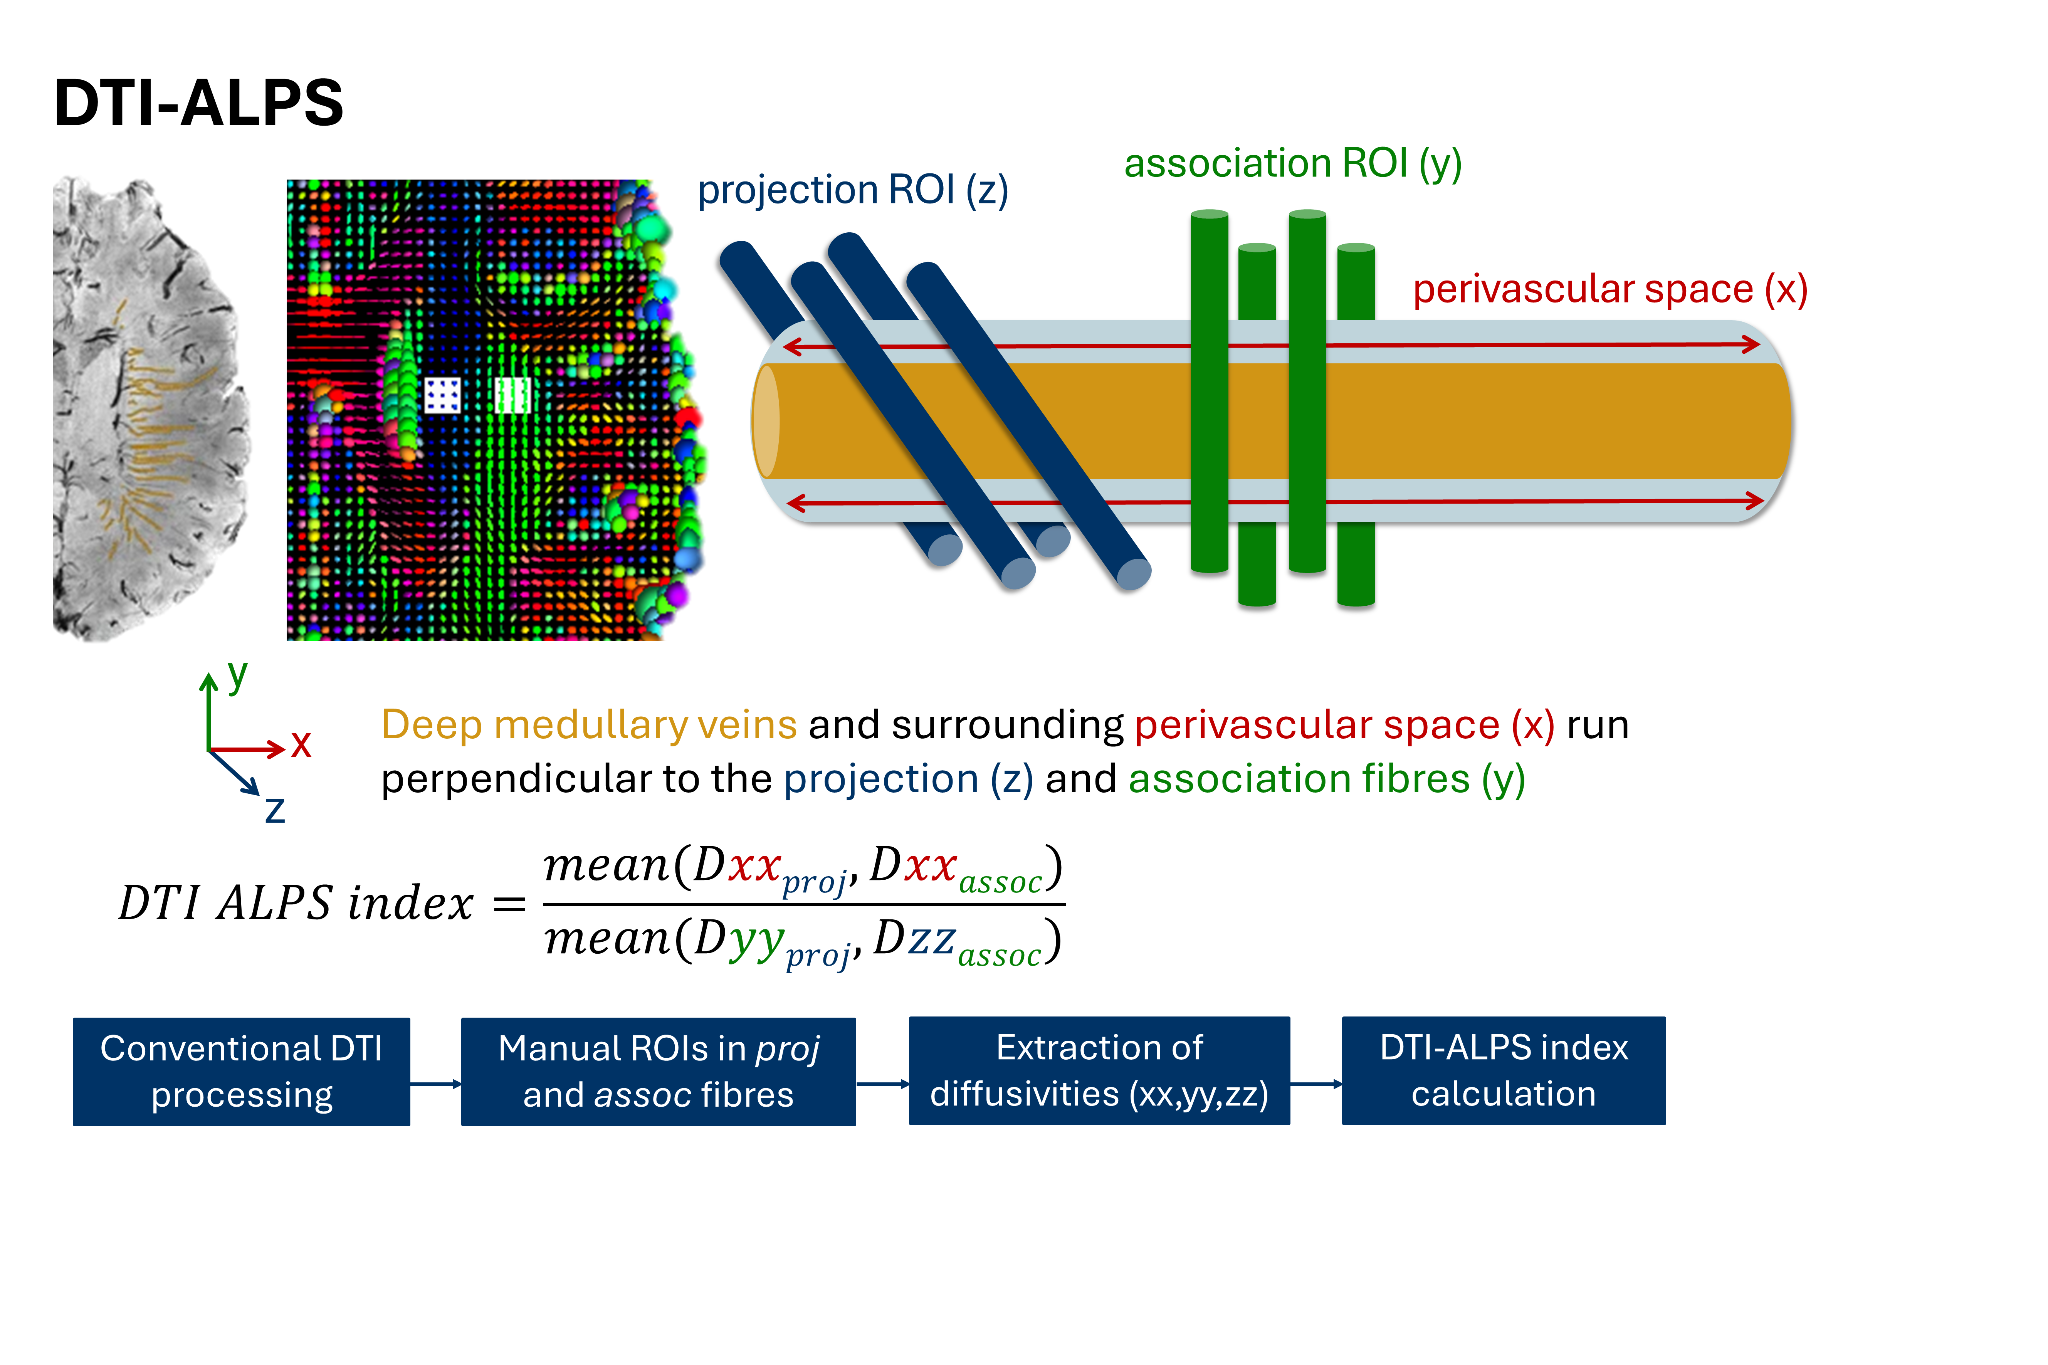 DTI-ALPS
projection ROI (z)
association ROI (y)
perivascular space (x)
y
x
z
Deep medullary veins and surrounding perivascular space (x) run
perpendicular to the projection (z) and association fibres (y)
DTI ALPS index = mean(Dxx_proj, Dxx_assoc) / mean(Dyy_proj, Dzz_assoc)
Conventional DTI
processing
Manual ROIs in proj
and assoc fibres
Extraction of
diffusivities (xx,yy,zz)
DTI-ALPS index
calculation